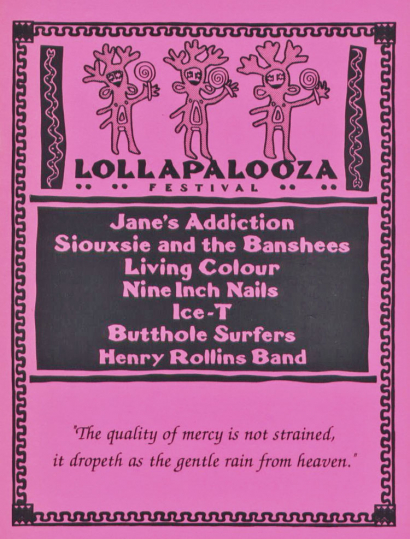 LOLLAPALOOZA
FESTIVAL
Jane's Addiction
Siouxsie and the Banshees
Living Colour
Nine Inch Nails
Ice-T
Butthole Surfers
Henry Rollins Band
"The quality of mercy is not strained,
it dropeth as the gentle rain from heaven."